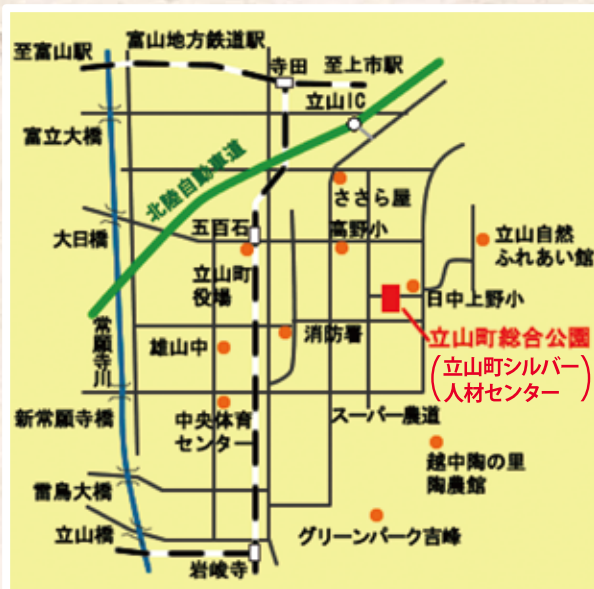 富山地方鉄道駅
至富山駅
寺田
至上市駅
立山IC
富立大橋
北陸自動車道
ささら屋
五百石
高野小
大日橋
立山自然
ふれあい館
立山町
役場
日中上野小
常願寺川
消防署
立山町総合公園
雄山中
(立山町シルバー
人材センター)
新常願寺橋
中央体育
センター
スーパー農道
越中陶の里
陶農館
雷鳥大橋
立山橋
グリーンパーク吉峰
岩峻寺